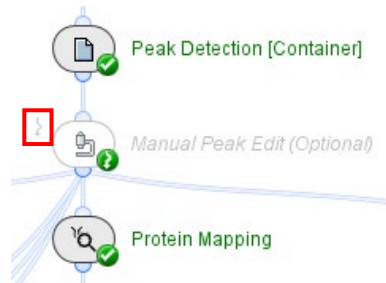 Peak Detection [Container]
Manual Peak Edit (Optional)
Protein Mapping